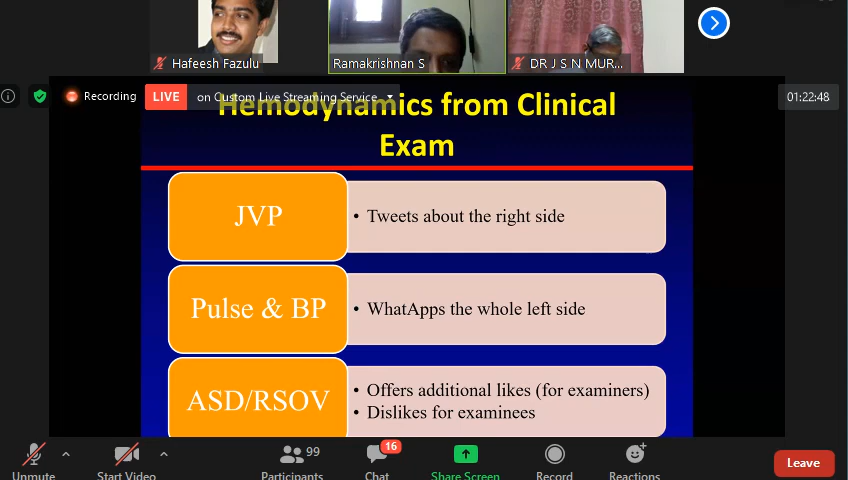 Hafeesh Fazulu
Ramakrishnan S
DR J S N MUR...
Recording
LIVE
on Custom Live Streaming Service
01:22:48
Hemodynamics from Clinical
Exam
JVP
• Tweets about the right side
Pulse & BP
• WhatApps the whole left side
ASD/RSOV
• Offers additional likes (for examiners)
• Dislikes for examinees
99
16
Unmute
Start Video
Participants
Chat
Share Screen
Record
Reactions
Leave